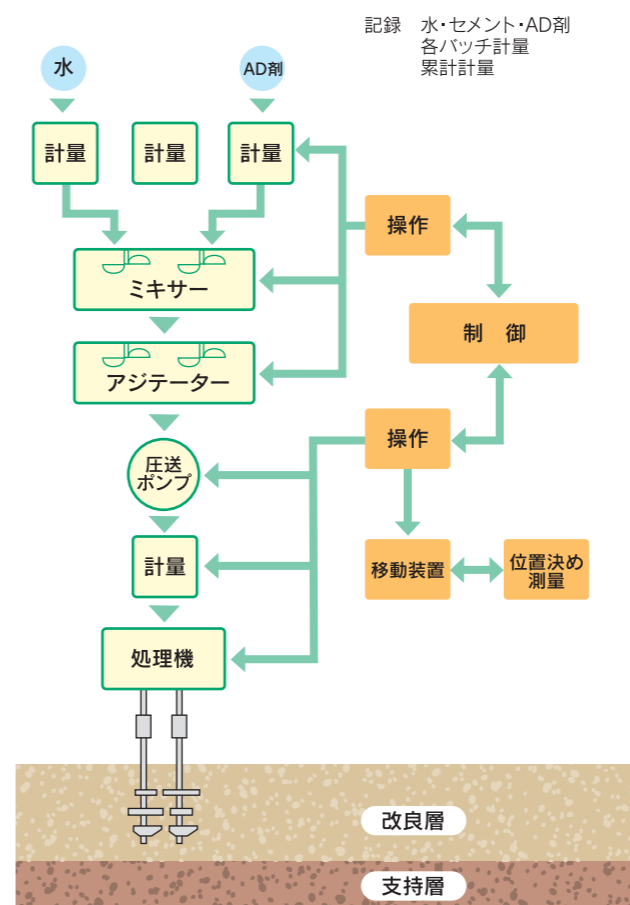 記録 水・セメント・AD剤
各バッチ計量
累計計量
水
AD剤
計量
計量
計量
操作
ミキサー
制 御
アジテーター
操作
圧送
ポンプ
計量
移動装置
位置決め
測量
処理機
改良層
支持層